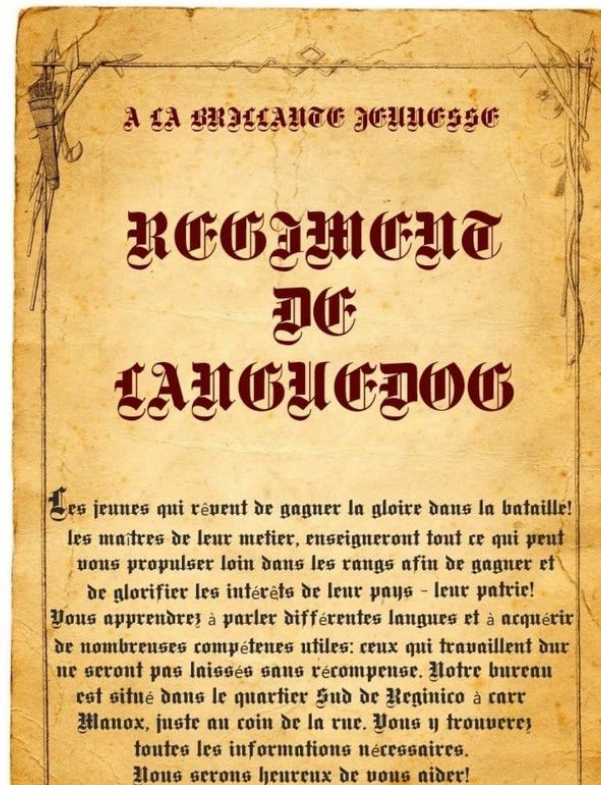 A LA BRILLANTE JEUNESSE
REGIMENT
DE
LANGUEDOG
Les jeunes qui rêvent de gagner la gloire dans la bataille!
les maîtres de leur metier, enseigneront tout ce qui peut
vous propulser loin dans les rangs afin de gagner et
de glorifier les intérêts de leur pays - leur patrie!
Vous apprendrez à parler différentes langues et à acquérir
de nombreuses compétenes utiles: ceux qui travaillent dur
ne seront pas laissés sans récompense. Notre bureau
est situé dans le quartier Sud de Reginico à carr
Manox, juste au coin de la rue. Vous y trouverez
toutes les informations nécessaires.
Nous serons heureux de vous aider!